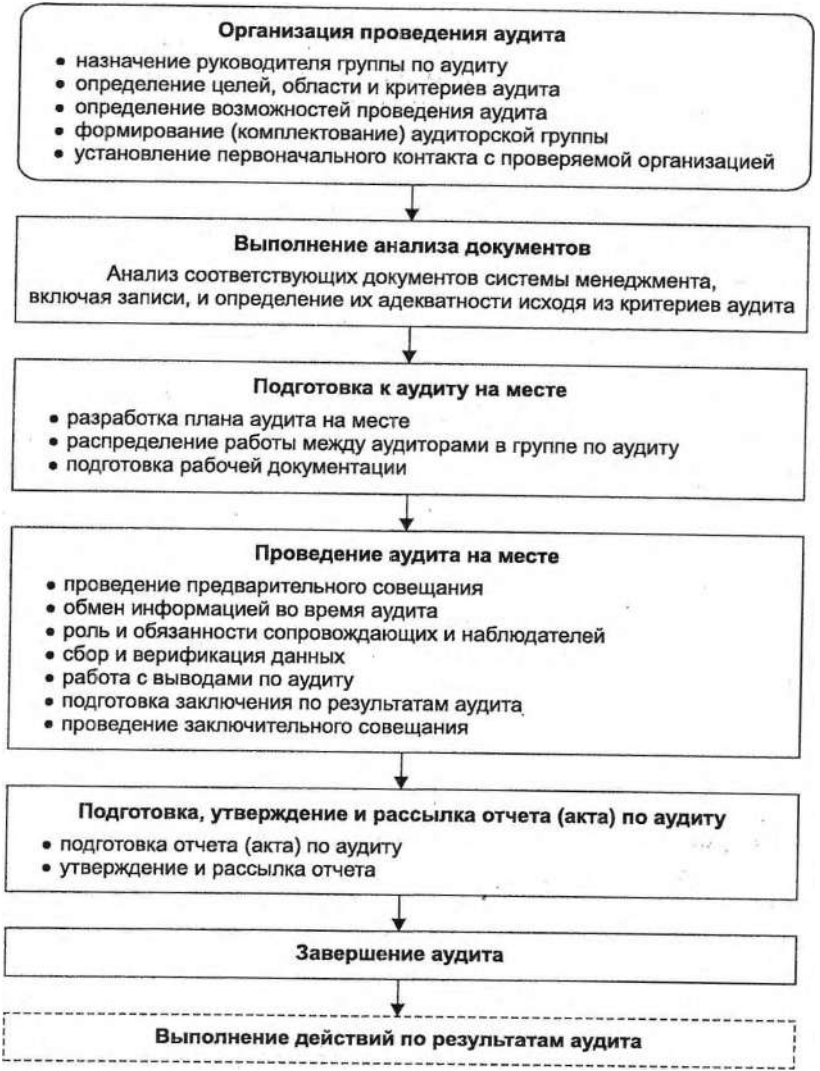 Организация проведения аудита
• назначение руководителя группы по аудиту
• определение целей, области и критериев аудита
• определение возможностей проведения аудита
• формирование (комплектование) аудиторской группы
• установление первоначального контакта с проверяемой организацией
Выполнение анализа документов
Анализ соответствующих документов системы менеджмента,
включая записи, и определение их адекватности исходя из критериев аудита
Подготовка к аудиту на месте
• разработка плана аудита на месте
• распределение работы между аудиторами в группе по аудиту
• подготовка рабочей документации
Проведение аудита на месте
• проведение предварительного совещания
• обмен информацией во время аудита
• роль и обязанности сопровождающих и наблюдателей
• сбор и верификация данных
• работа с выводами по аудиту
• подготовка заключения по результатам аудита
• проведение заключительного совещания
Подготовка, утверждение и рассылка отчета (акта) по аудиту
• подготовка отчета (акта) по аудиту
• утверждение и рассылка отчета
Завершение аудита
Выполнение действий по результатам аудита